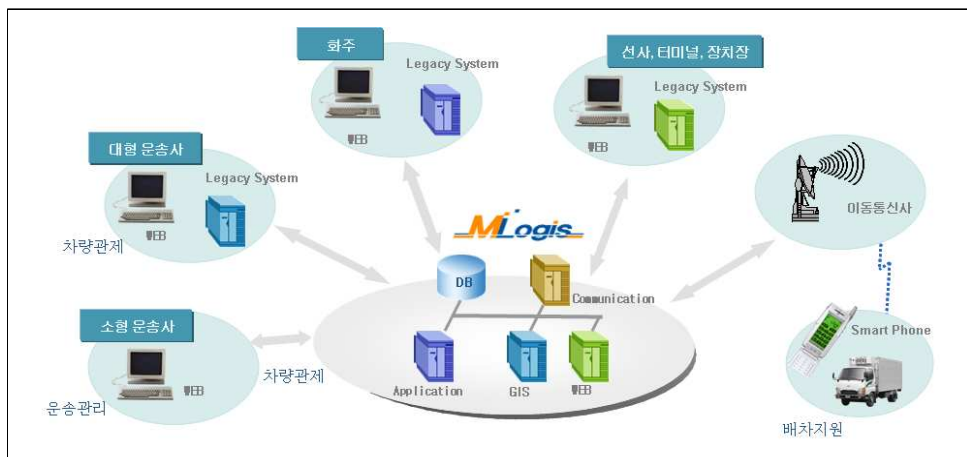 화주
Legacy System
WEB
선사, 터미널, 장치장
Legacy System
WEB
대형 운송사
Legacy System
WEB
차량관제
이동통신사
MLogis
DB
Communication
Application
GIS
WEB
소형 운송사
WEB
차량관제
운송관리
Smart Phone
배차지원